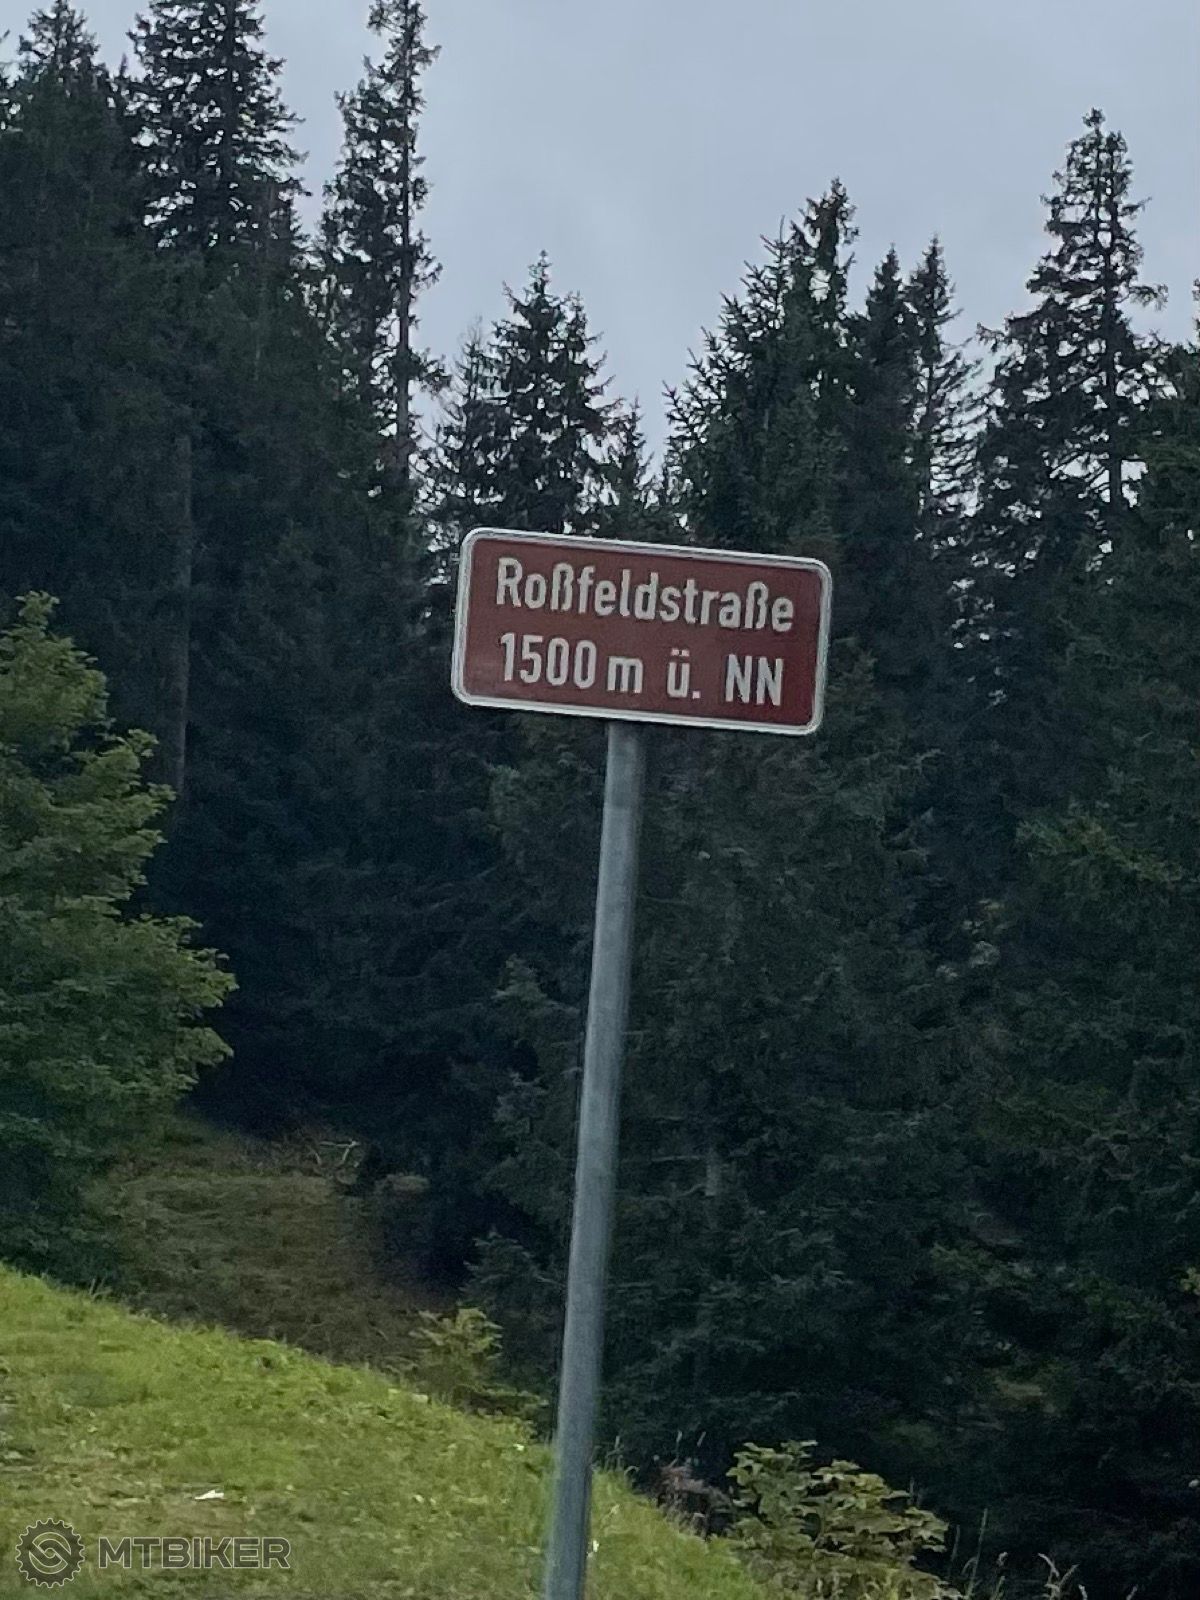 Roßfeldstraße
1500 m ü. NN
MTBIKER